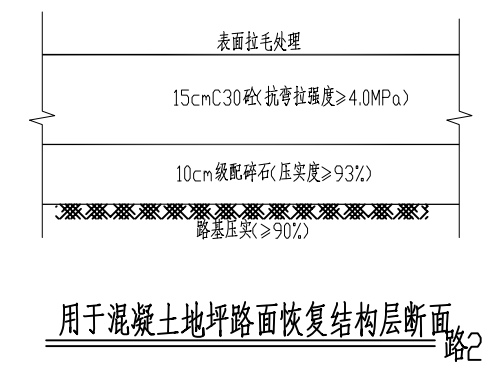 表面拉毛处理
15cmC30砼(抗弯拉强度≥4.0MPa)
10cm级配碎石(压实度≥93%)
路基压实(≥90%)
用于混凝土地坪路面恢复结构层断面
路2